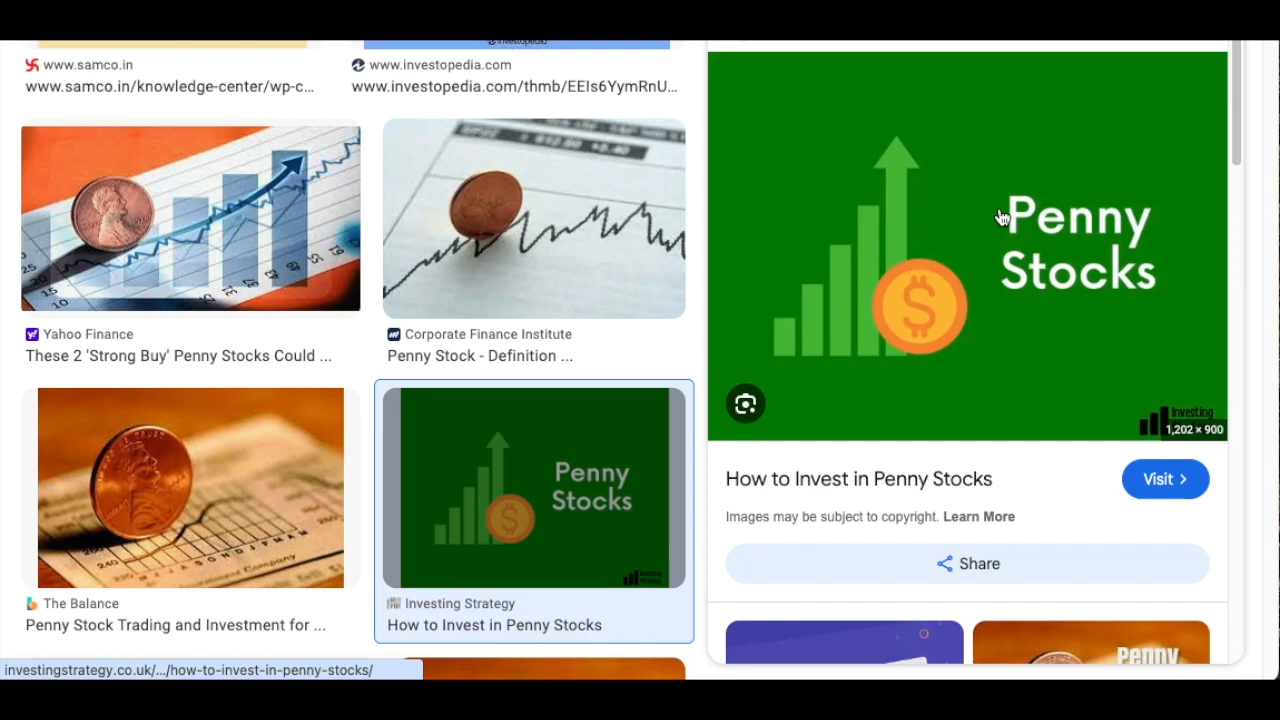 investopedia
www.samco.in
www.samco.in/knowledge-center/wp-c...
www.investopedia.com
www.investopedia.com/thmb/EEIs6YymRnU...
Yahoo Finance
These 2 'Strong Buy' Penny Stocks Could ...
Corporate Finance Institute
Penny Stock - Definition ...
The Balance
Penny Stock Trading and Investment for ...
Penny
Stocks
Investing
Strategy
Investing Strategy
How to Invest in Penny Stocks
Penny
Stocks
Investing
1,202 × 900
How to Invest in Penny Stocks
Visit
Images may be subject to copyright. Learn More
Share
Penny
investingstrategy.co.uk/.../how-to-invest-in-penny-stocks/